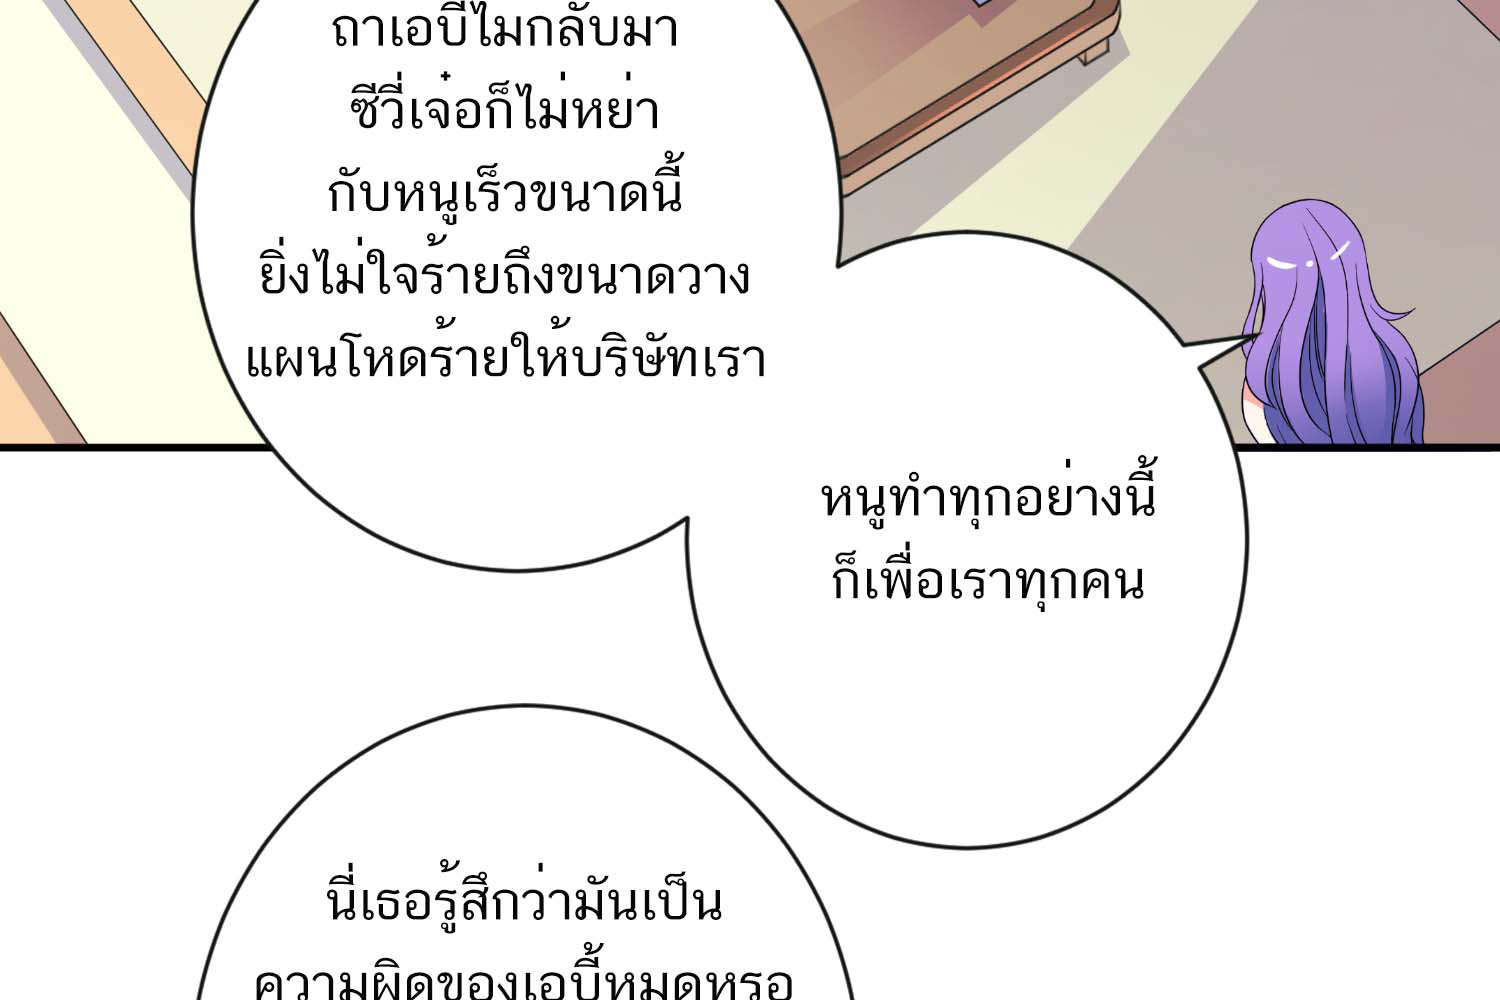 ถาเอบีไมกลับมา
ซีวี่เจ๋อก็ไม่หย่า
กับหนูเร็วขนาดนี้
ยิ่งไม่ใจร้ายถึงขนาดวาง
แผนโหดร้ายให้บริษัทเรา
หนูทำทุกอย่างนี้
ก็เพื่อเราทุกคน
นี่เธอรู้สึกว่ามันเป็น
ความผิดของเอบี้หมดหรอ